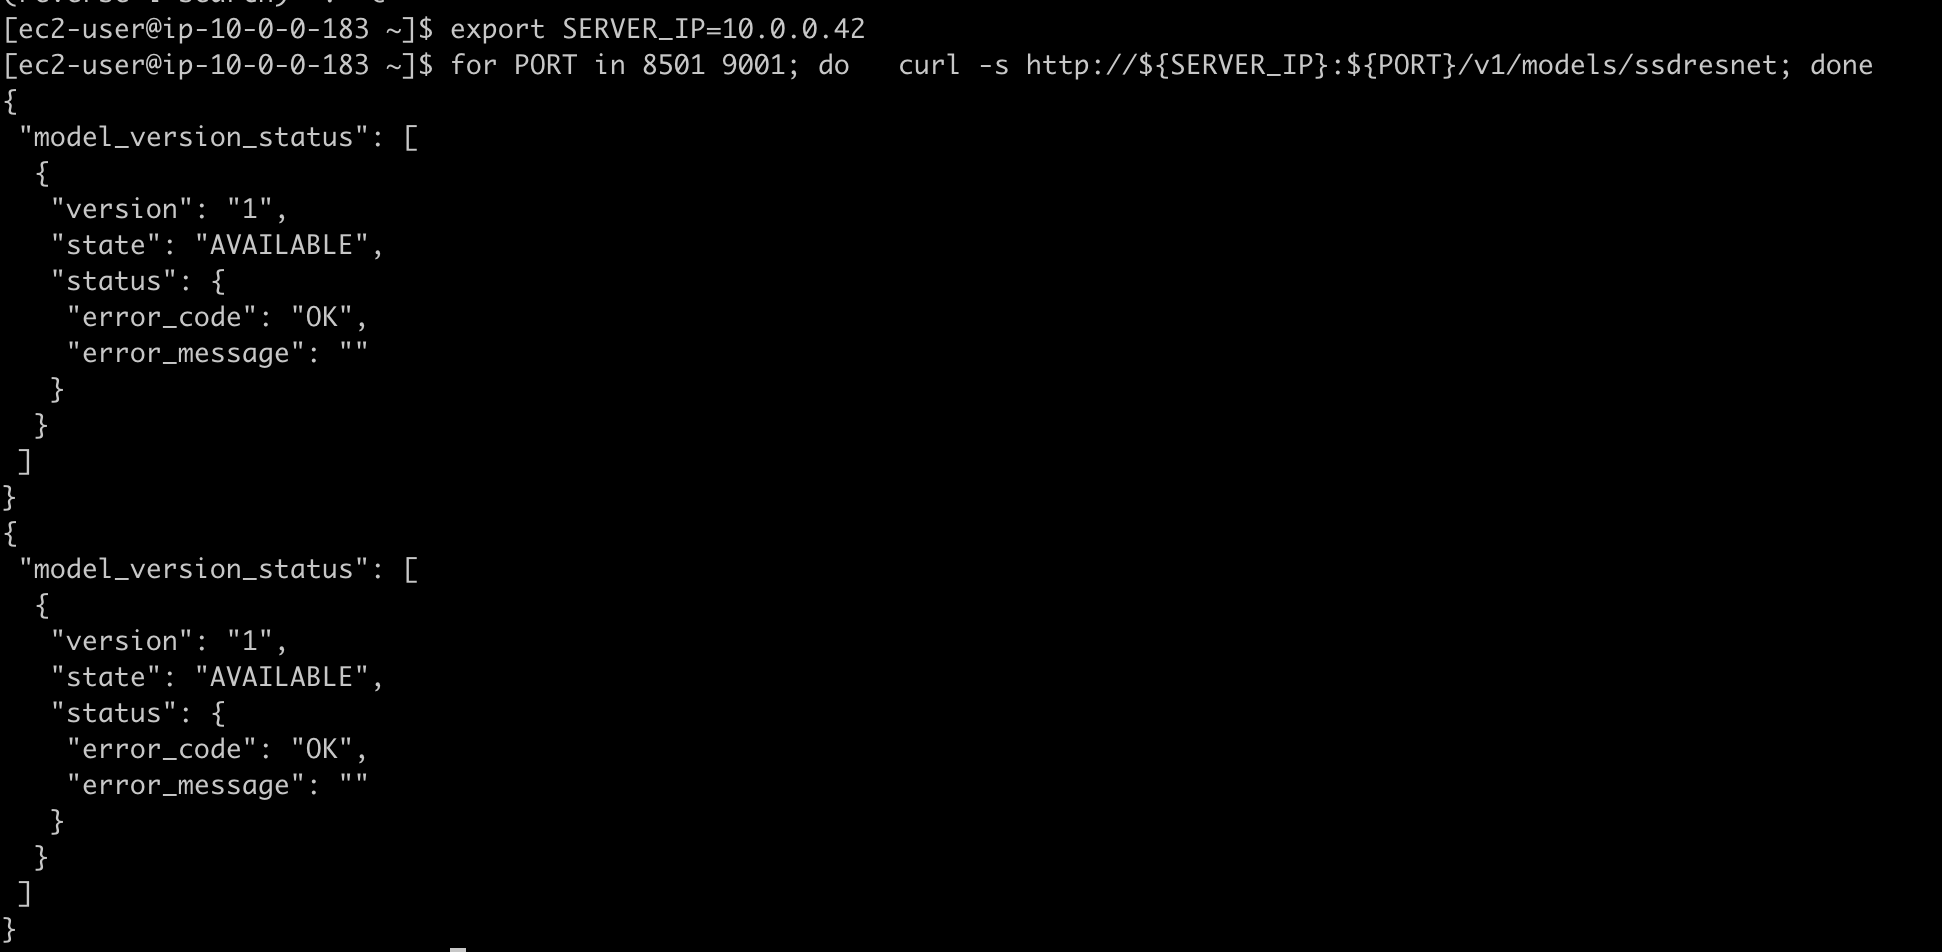 [ec2-user@ip-10-0-0-183 ~]$ export SERVER_IP=10.0.0.42
[ec2-user@ip-10-0-0-183 ~]$ for PORT in 8501 9001; do   curl -s http://${SERVER_IP}:${PORT}/v1/models/ssdresnet; done
{
 "model_version_status": [
  {
   "version": "1",
   "state": "AVAILABLE",
   "status": {
    "error_code": "OK",
    "error_message": ""
   }
  }
 ]
}
{
 "model_version_status": [
  {
   "version": "1",
   "state": "AVAILABLE",
   "status": {
    "error_code": "OK",
    "error_message": ""
   }
  }
 ]
}